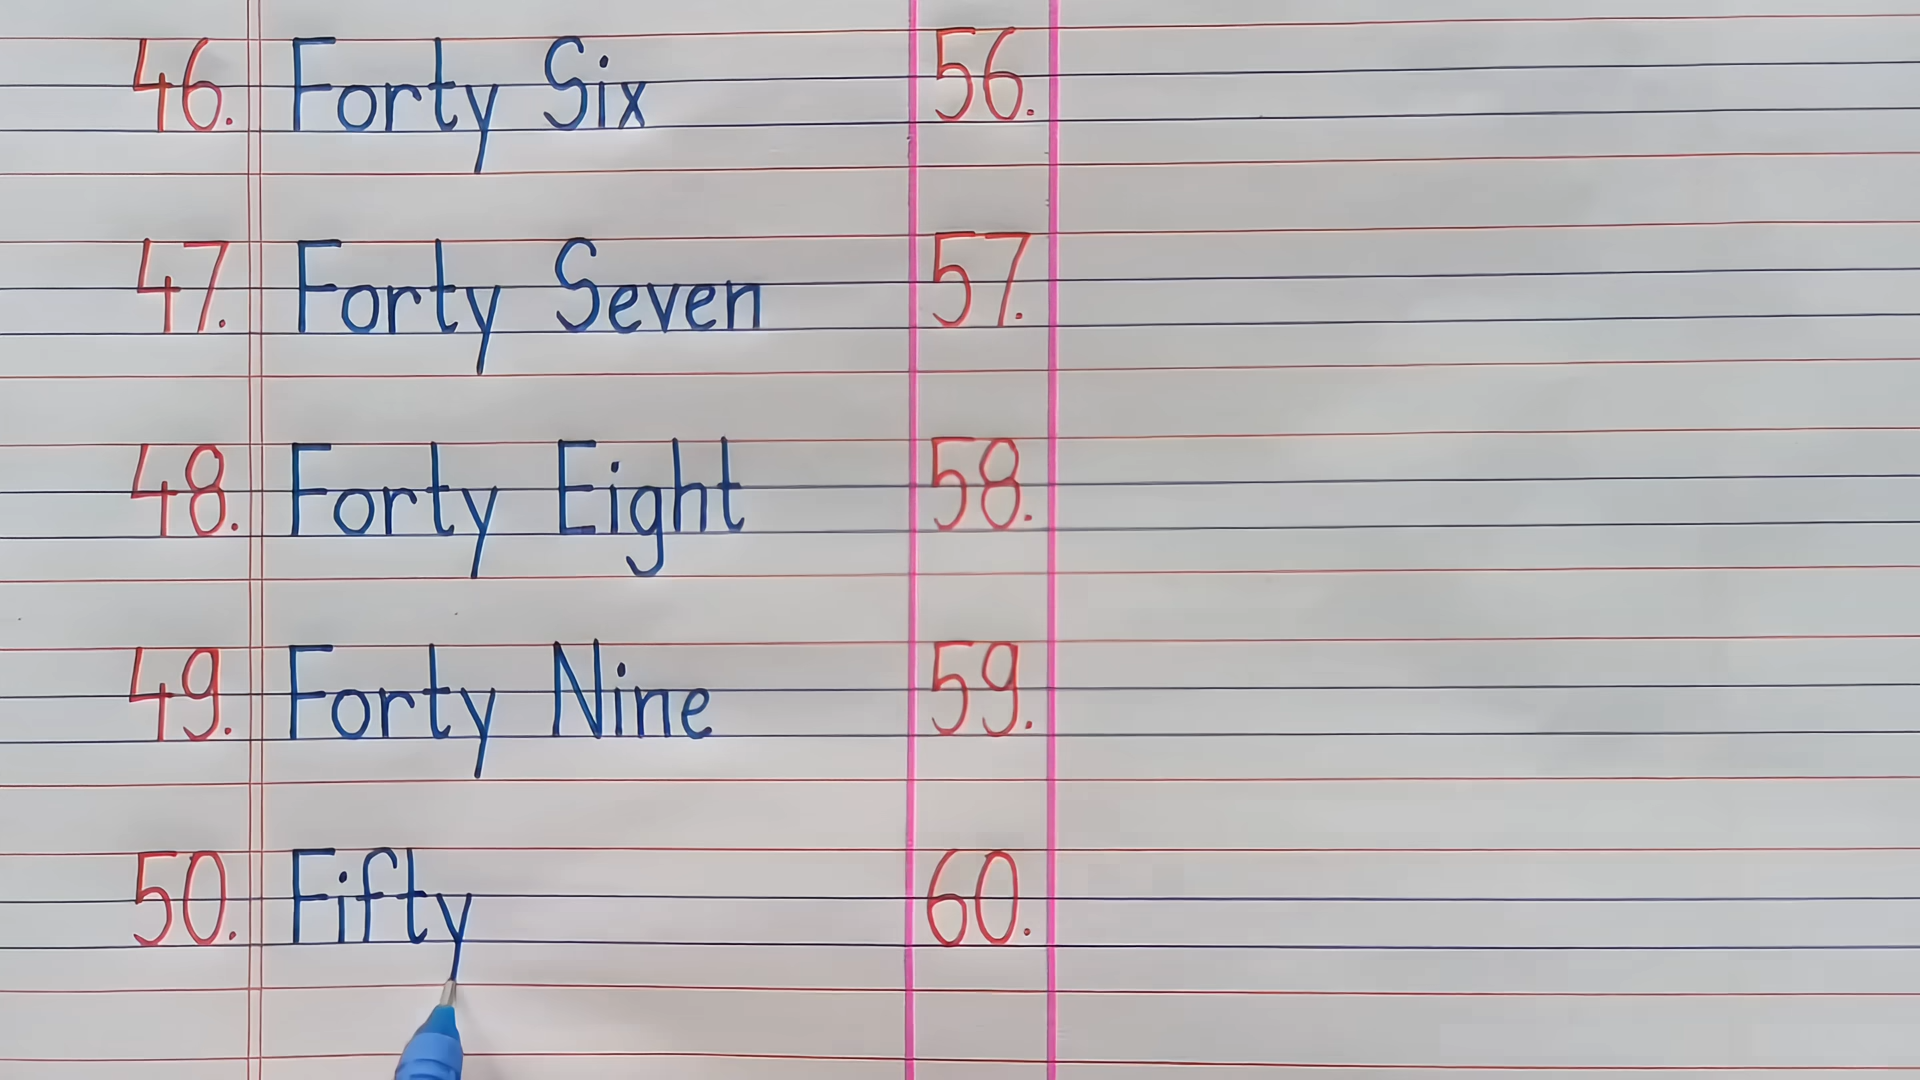 46. Forty Six 56.
47. Forty Seven 57.
48. Forty Eight 58.
49. Forty Nine 59.
50. Fifty 60.